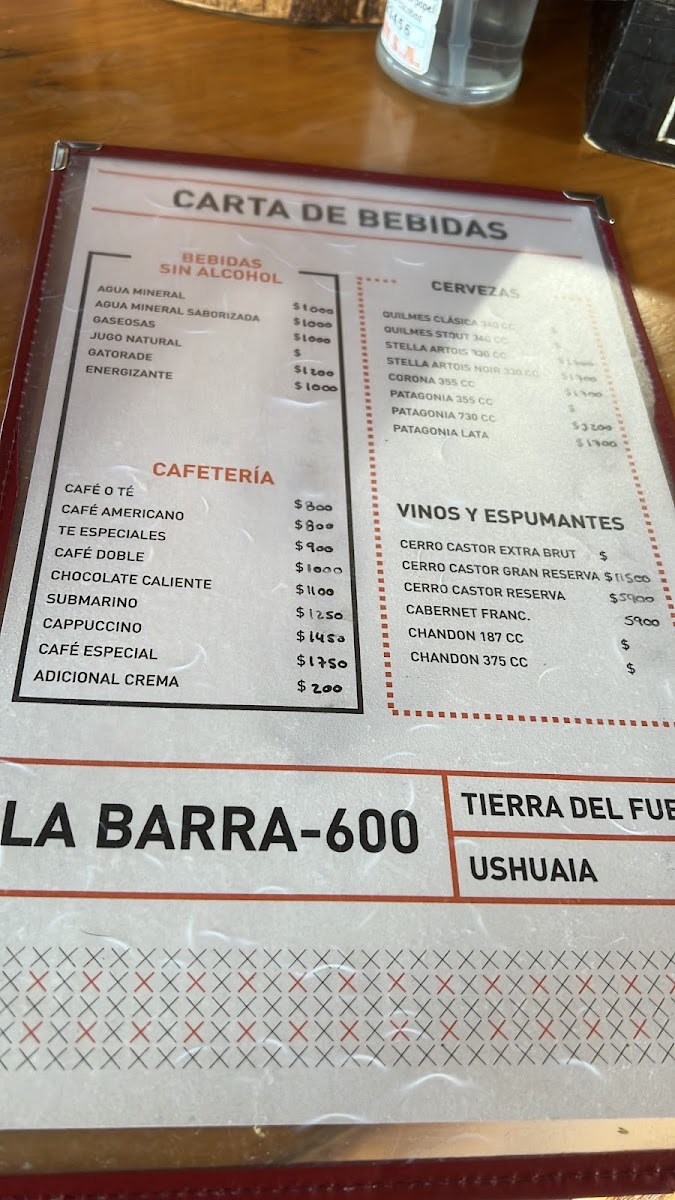 CARTA DE BEBIDAS
BEBIDAS
SIN ALCOHOL
AGUA MINERAL $1000
AGUA MINERAL SABORIZADA $1000
GASEOSAS $1000
JUGO NATURAL $
GATORADE $1200
ENERGIZANTE $1000
CAFETERÍA
CAFÉ O TÉ $800
CAFÉ AMERICANO $800
TE ESPECIALES $900
CAFÉ DOBLE $1000
CHOCOLATE CALIENTE $1100
SUBMARINO $1250
CAPPUCCINO $1450
CAFÉ ESPECIAL $1750
ADICIONAL CREMA $200
CERVEZAS
QUILMES CLÁSICA 340 CC $
QUILMES STOUT 340 CC $
STELLA ARTOIS 330 CC
STELLA ARTOIS NOIR 330 CC $1700
CORONA 355 CC $1700
PATAGONIA 355 CC $
PATAGONIA 730 CC $3200
PATAGONIA LATA $1700
VINOS Y ESPUMANTES
CERRO CASTOR EXTRA BRUT $
CERRO CASTOR GRAN RESERVA $11500
CERRO CASTOR RESERVA $5900
CABERNET FRANC. 5900
CHANDON 187 CC $
CHANDON 375 CC $
LA BARRA-600
TIERRA DEL FUE
USHUAIA